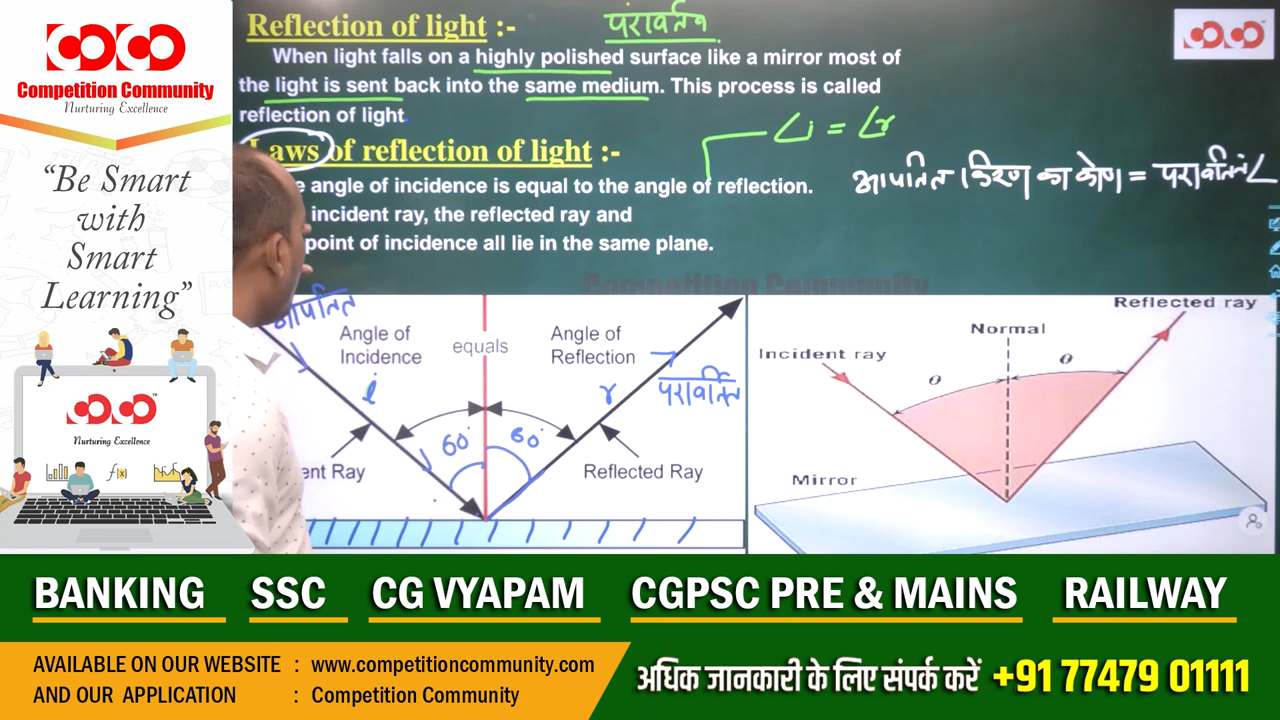 Competition Community
Nurturing Excellence
“Be Smart
with
Smart
Learning”
Nurturing Excellence
f(x)
Reflection of light :-
परावर्तन
When light falls on a highly polished surface like a mirror most of
the light is sent back into the same medium. This process is called
reflection of light.
∠i = ∠r
Laws of reflection of light :-
angle of incidence is equal to the angle of reflection.
आपतित किरण का कोण = परावर्तित ∠
incident ray, the reflected ray and
point of incidence all lie in the same plane.
Competition Community
आपतित
Angle of
Incidence
equals
Angle of
Reflection
i
r
परावर्तित
60°
60°
Ray
Reflected Ray
Reflected ray
Normal
Incident ray
θ
θ
Mirror
BANKING SSC CG VYAPAM CGPSC PRE & MAINS RAILWAY
AVAILABLE ON OUR WEBSITE : www.competitioncommunity.com
AND OUR APPLICATION : Competition Community
अधिक जानकारी के लिए संपर्क करें +91 77479 01111